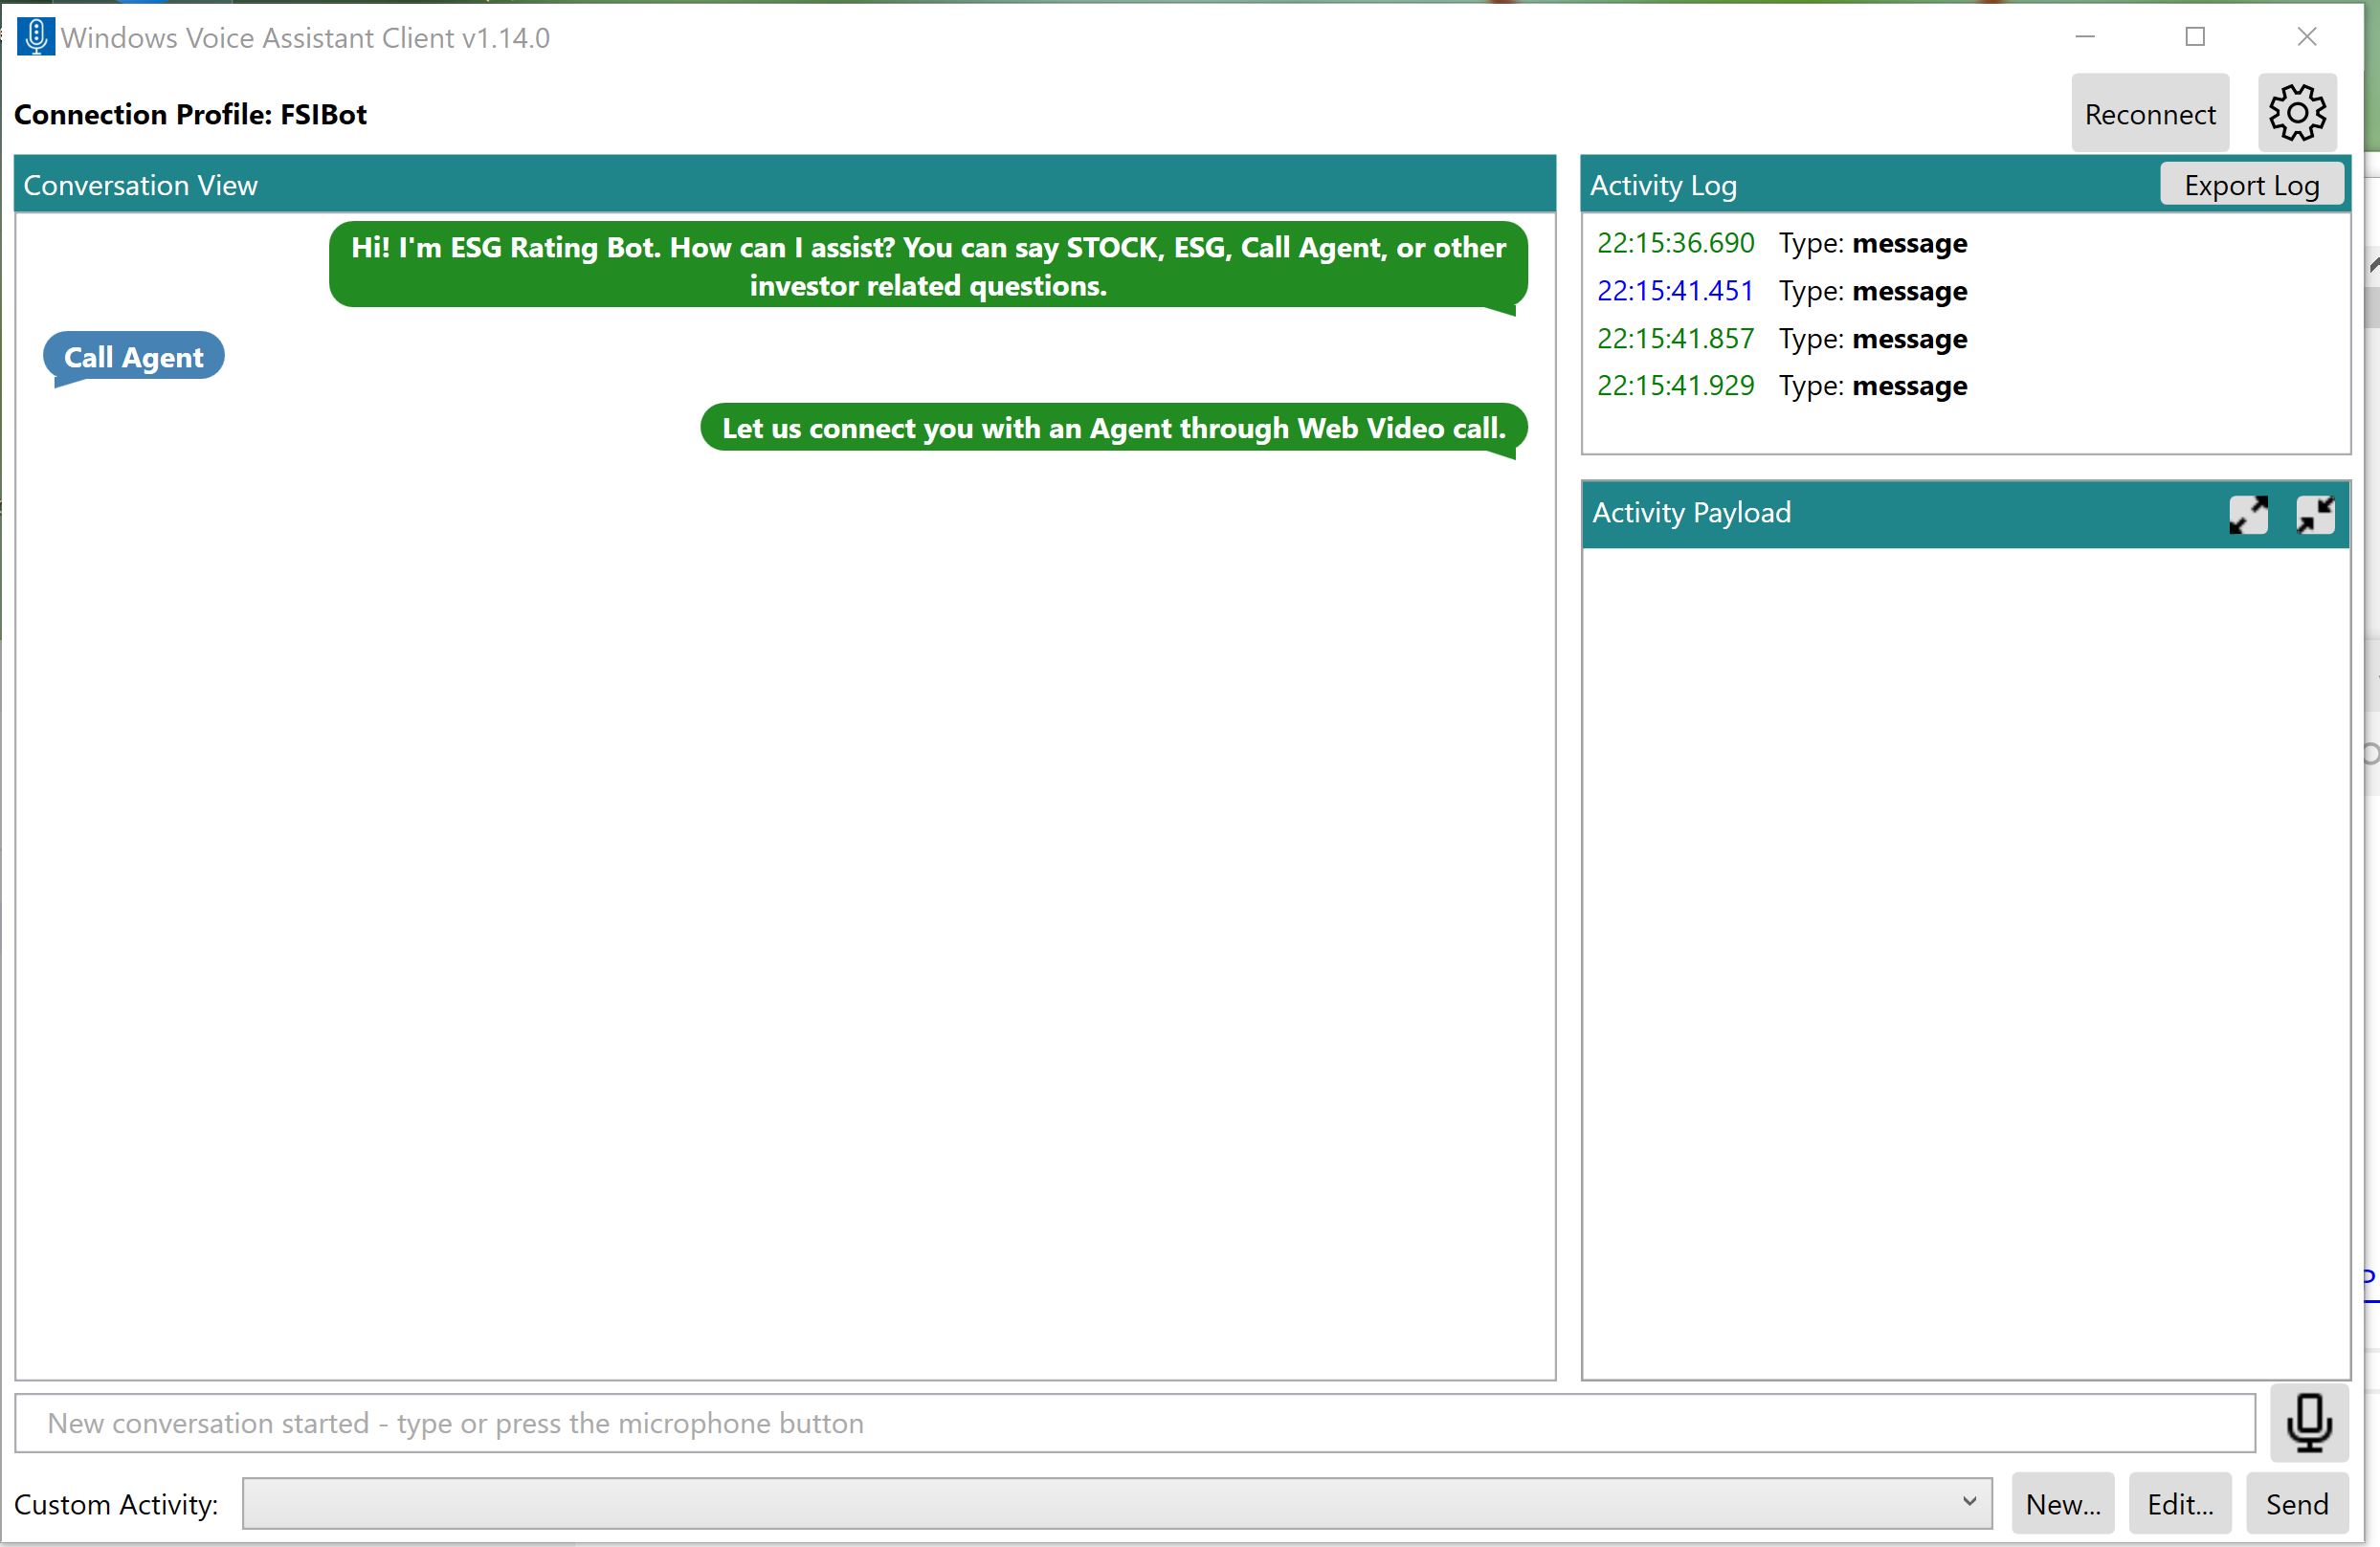 Windows Voice Assistant Client v1.14.0
Connection Profile: FSIBot
Reconnect
Conversation View
Hi! I'm ESG Rating Bot. How can I assist? You can say STOCK, ESG, Call Agent, or other
investor related questions.
Call Agent
Let us connect you with an Agent through Web Video call.
Activity Log
Export Log
22:15:36.690 Type: message
22:15:41.451 Type: message
22:15:41.857 Type: message
22:15:41.929 Type: message
Activity Payload
New conversation started - type or press the microphone button
Custom Activity:
New...
Edit...
Send